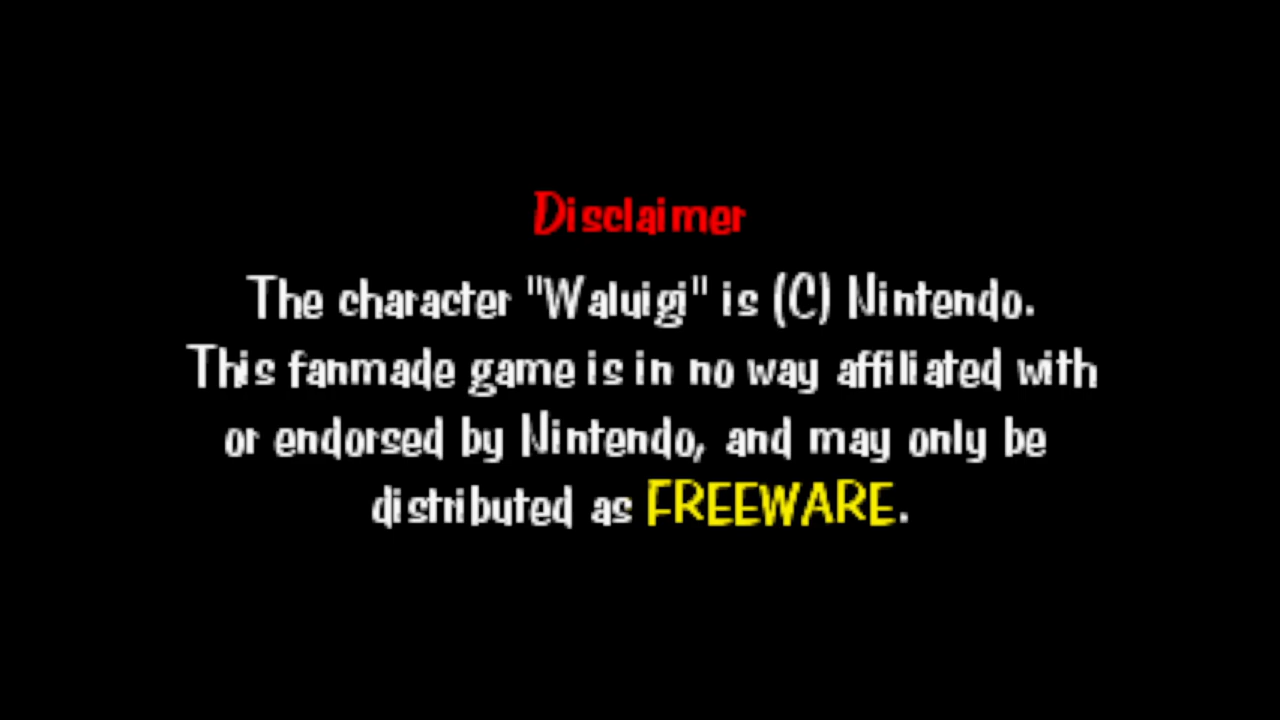 Disclaimer
The character "Waluigi" is (C) Nintendo.
This fanmade game is in no way affiliated with
or endorsed by Nintendo, and may only be
distributed as FREEWARE.